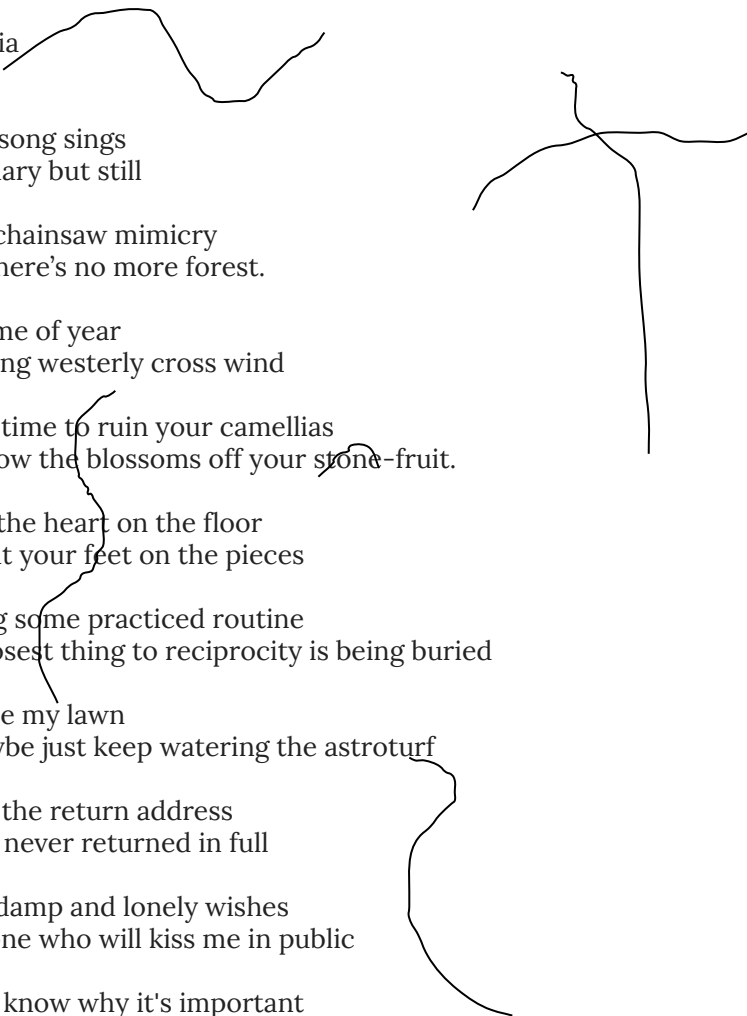 ia
song sings
ary but still
chainsaw mimicry
here’s no more forest.
me of year
ng westerly cross wind
time to ruin your camellias
ow the blossoms off your stone-fruit.
the heart on the floor
t your feet on the pieces
g some practiced routine
osest thing to reciprocity is being buried
e my lawn
ybe just keep watering the astroturf
the return address
never returned in full
damp and lonely wishes
ne who will kiss me in public
know why it's important